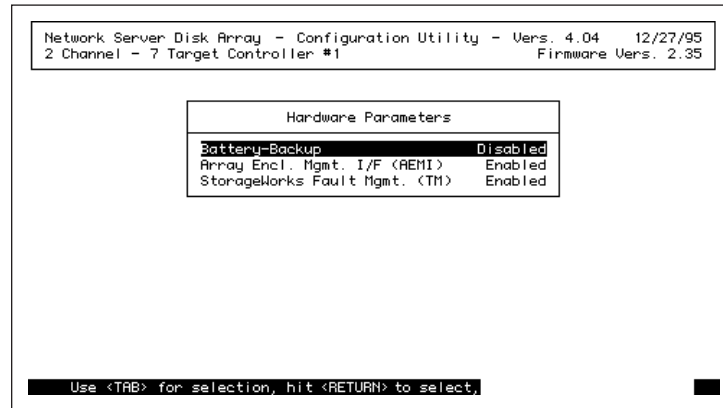 Network Server Disk Array - Configuration Utility - Vers. 4.04 12/27/95
2 Channel - 7 Target Controller #1 Firmware Vers. 2.35
Hardware Parameters
Battery-Backup Disabled
Array Encl. Mgmt. I/F (AEMI) Enabled
StorageWorks Fault Mgmt. (TM) Enabled
Use <TAB> for selection, hit <RETURN> to select,